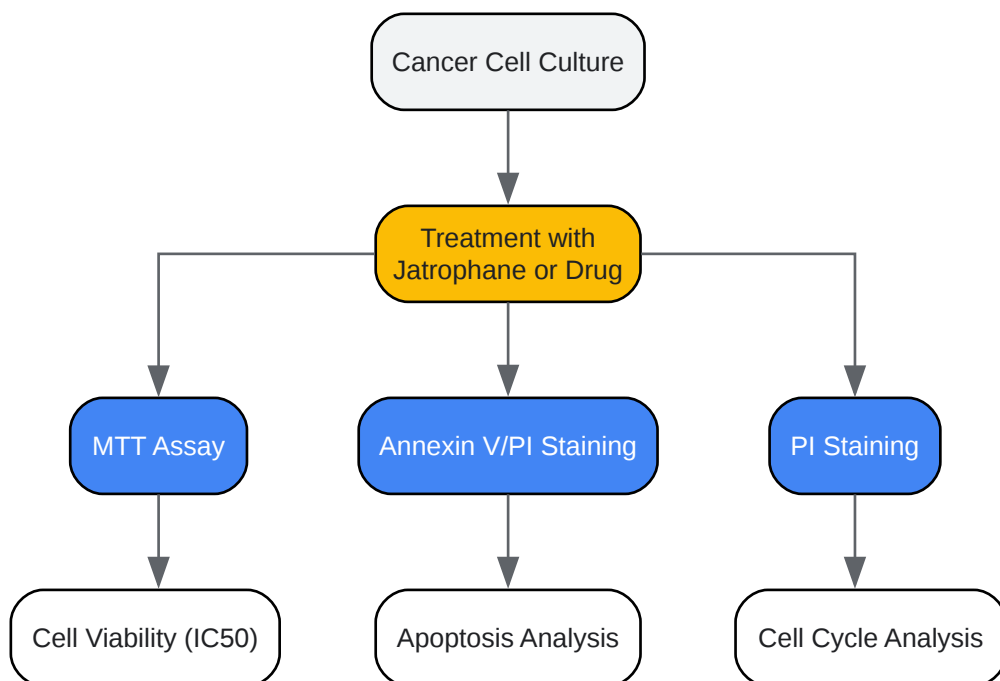 Cancer Cell Culture
Treatment with
Jatrophane or Drug
MTT Assay
Annexin V/PI Staining
PI Staining
Cell Viability (IC50)
Apoptosis Analysis
Cell Cycle Analysis